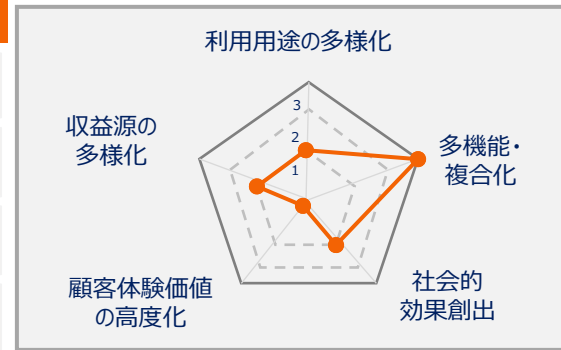 利用用途の多様化
3
2
1
収益源の
多様化
多機能・
複合化
顧客体験価値
の高度化
社会的
効果創出